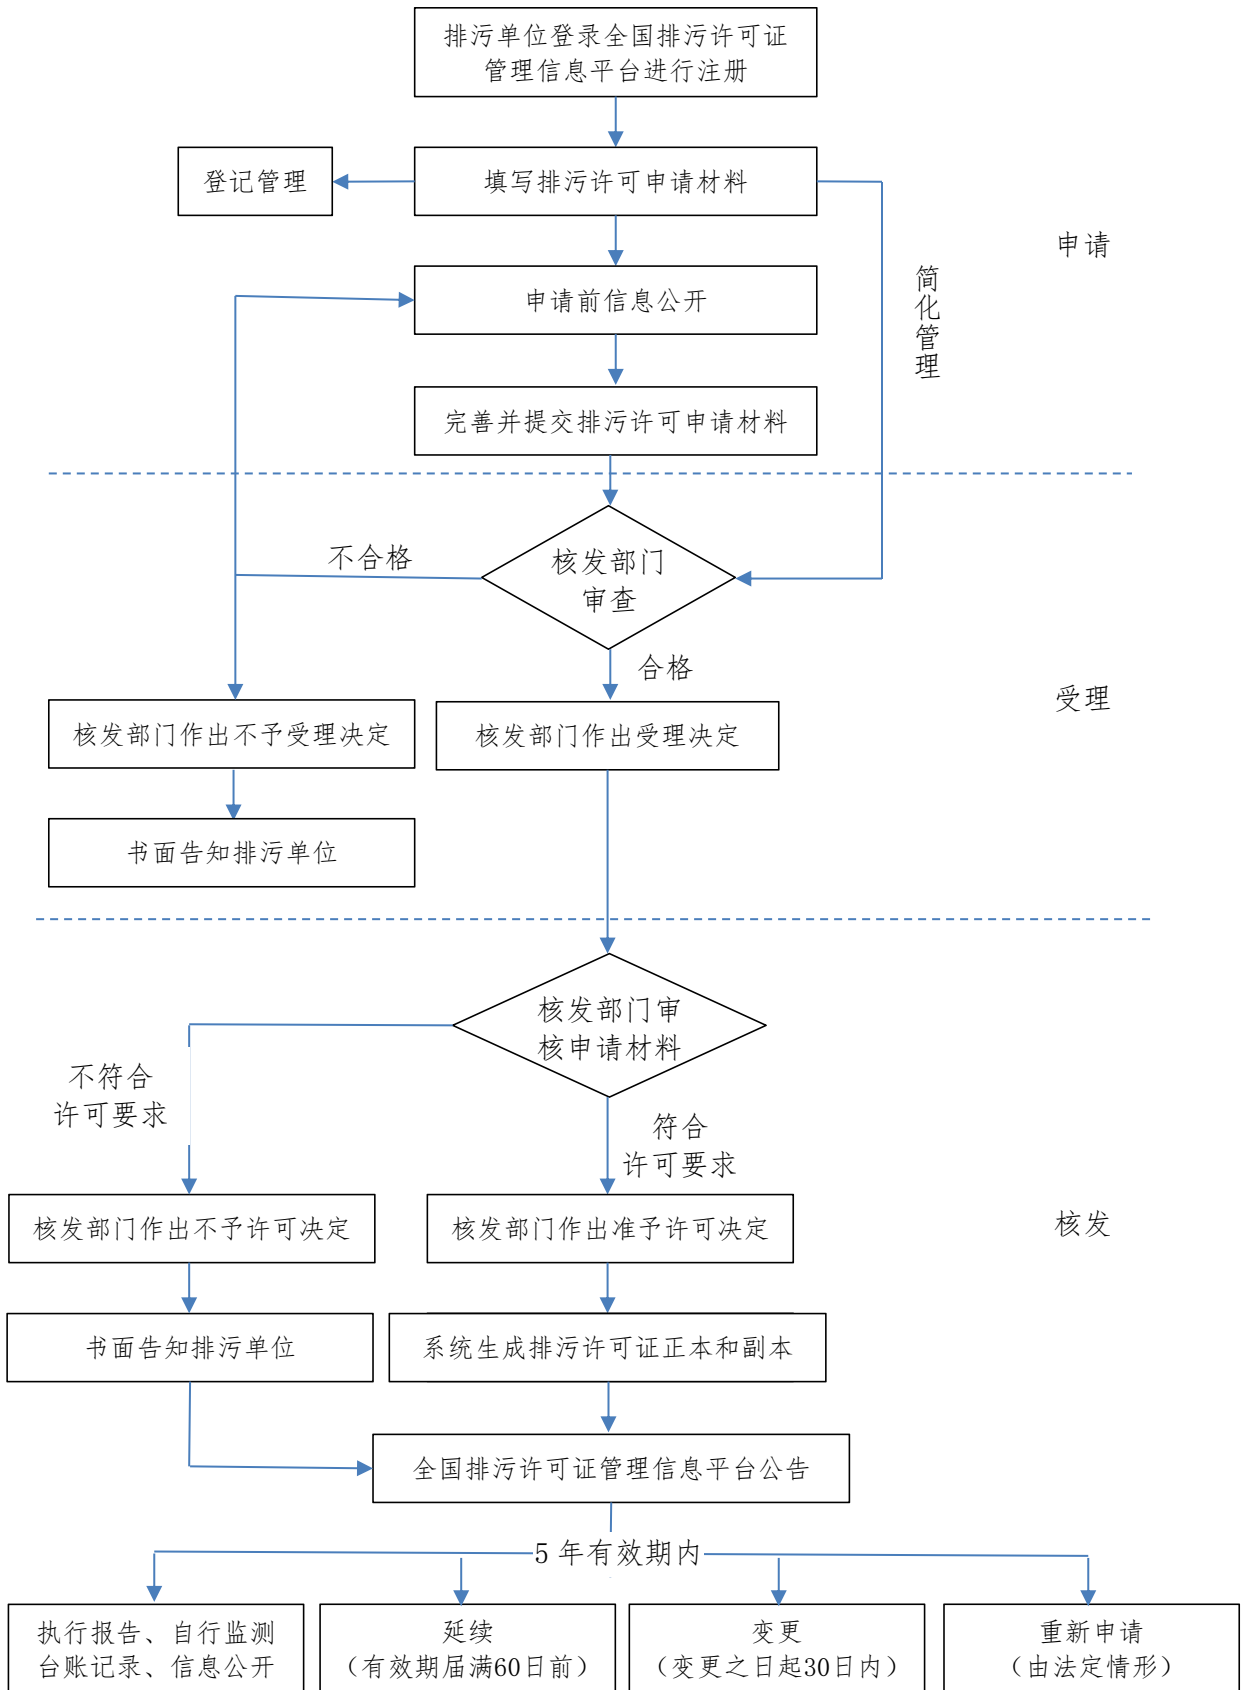 排污单位登录全国排污许可证
管理信息平台进行注册
登记管理
填写排污许可申请材料
申请
简化管理
申请前信息公开
完善并提交排污许可申请材料
不合格
核发部门
审查
合格
受理
核发部门作出不予受理决定
核发部门作出受理决定
书面告知排污单位
核发部门审
核申请材料
不符合
许可要求
符合
许可要求
核发部门作出不予许可决定
核发部门作出准予许可决定
核发
书面告知排污单位
系统生成排污许可证正本和副本
全国排污许可证管理信息平台公告
5年有效期内
执行报告、自行监测
台账记录、信息公开
延续
（有效期届满60日前）
变更
（变更之日起30日内）
重新申请
（由法定情形）